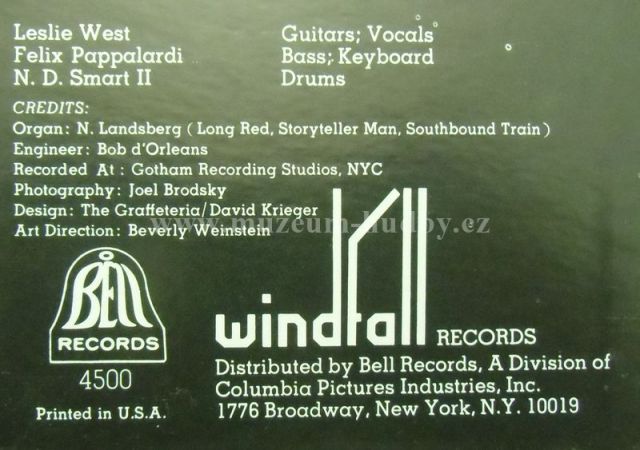 Leslie West Guitars; Vocals
Felix Pappalardi Bass; Keyboard
N. D. Smart II Drums
CREDITS:
Organ: N. Landsberg ( Long Red, Storyteller Man, Southbound Train )
Engineer: Bob d'Orleans
Recorded At : Gotham Recording Studios, NYC
Photography : Joel Brodsky
Design: The Graffeteria/David Krieger
www.muzeum-hudby.cz
Art Direction: Beverly Weinstein
BELL
RECORDS
4500
Printed in U.S.A.
windfall RECORDS
Distributed by Bell Records, A Division of
Columbia Pictures Industries, Inc.
1776 Broadway, New York, N.Y. 10019